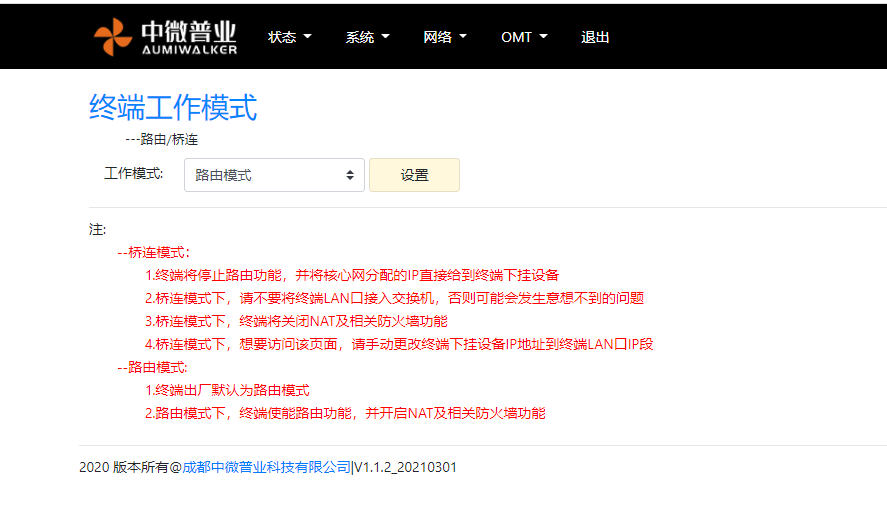 中微普业 AUMIWALKER 状态 系统 网络 OMT 退出
终端工作模式
---路由/桥连
工作模式: 路由模式 设置
注:
--桥连模式：
1.终端将停止路由功能，并将核心网分配的IP直接给到终端下挂设备
2.桥连模式下，请不要将终端LAN口接入交换机，否则可能会发生意想不到的问题
3.桥连模式下，终端将关闭NAT及相关防火墙功能
4.桥连模式下，想要访问该页面，请手动更改终端下挂设备IP地址到终端LAN口IP段
--路由模式:
1.终端出厂默认为路由模式
2.路由模式下，终端使能路由功能，并开启NAT及相关防火墙功能
2020 版本所有@成都中微普业科技有限公司|V1.1.2_20210301